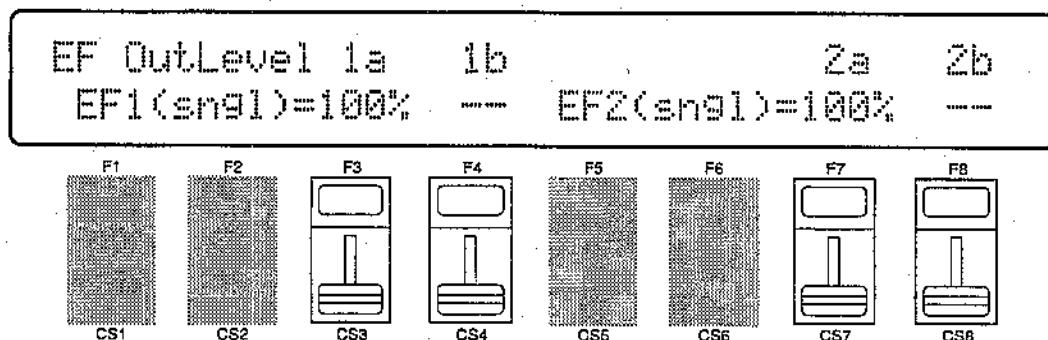 EF OutLevel 1a 1b 2a 2b
EF1(sngl)=100% --- EF2(sngl)=100% ---
F1 F2 F3 F4 F5 F6 F7 F8
CS1 CS2 CS3 CS4 CS5 CS6 CS7 CS8